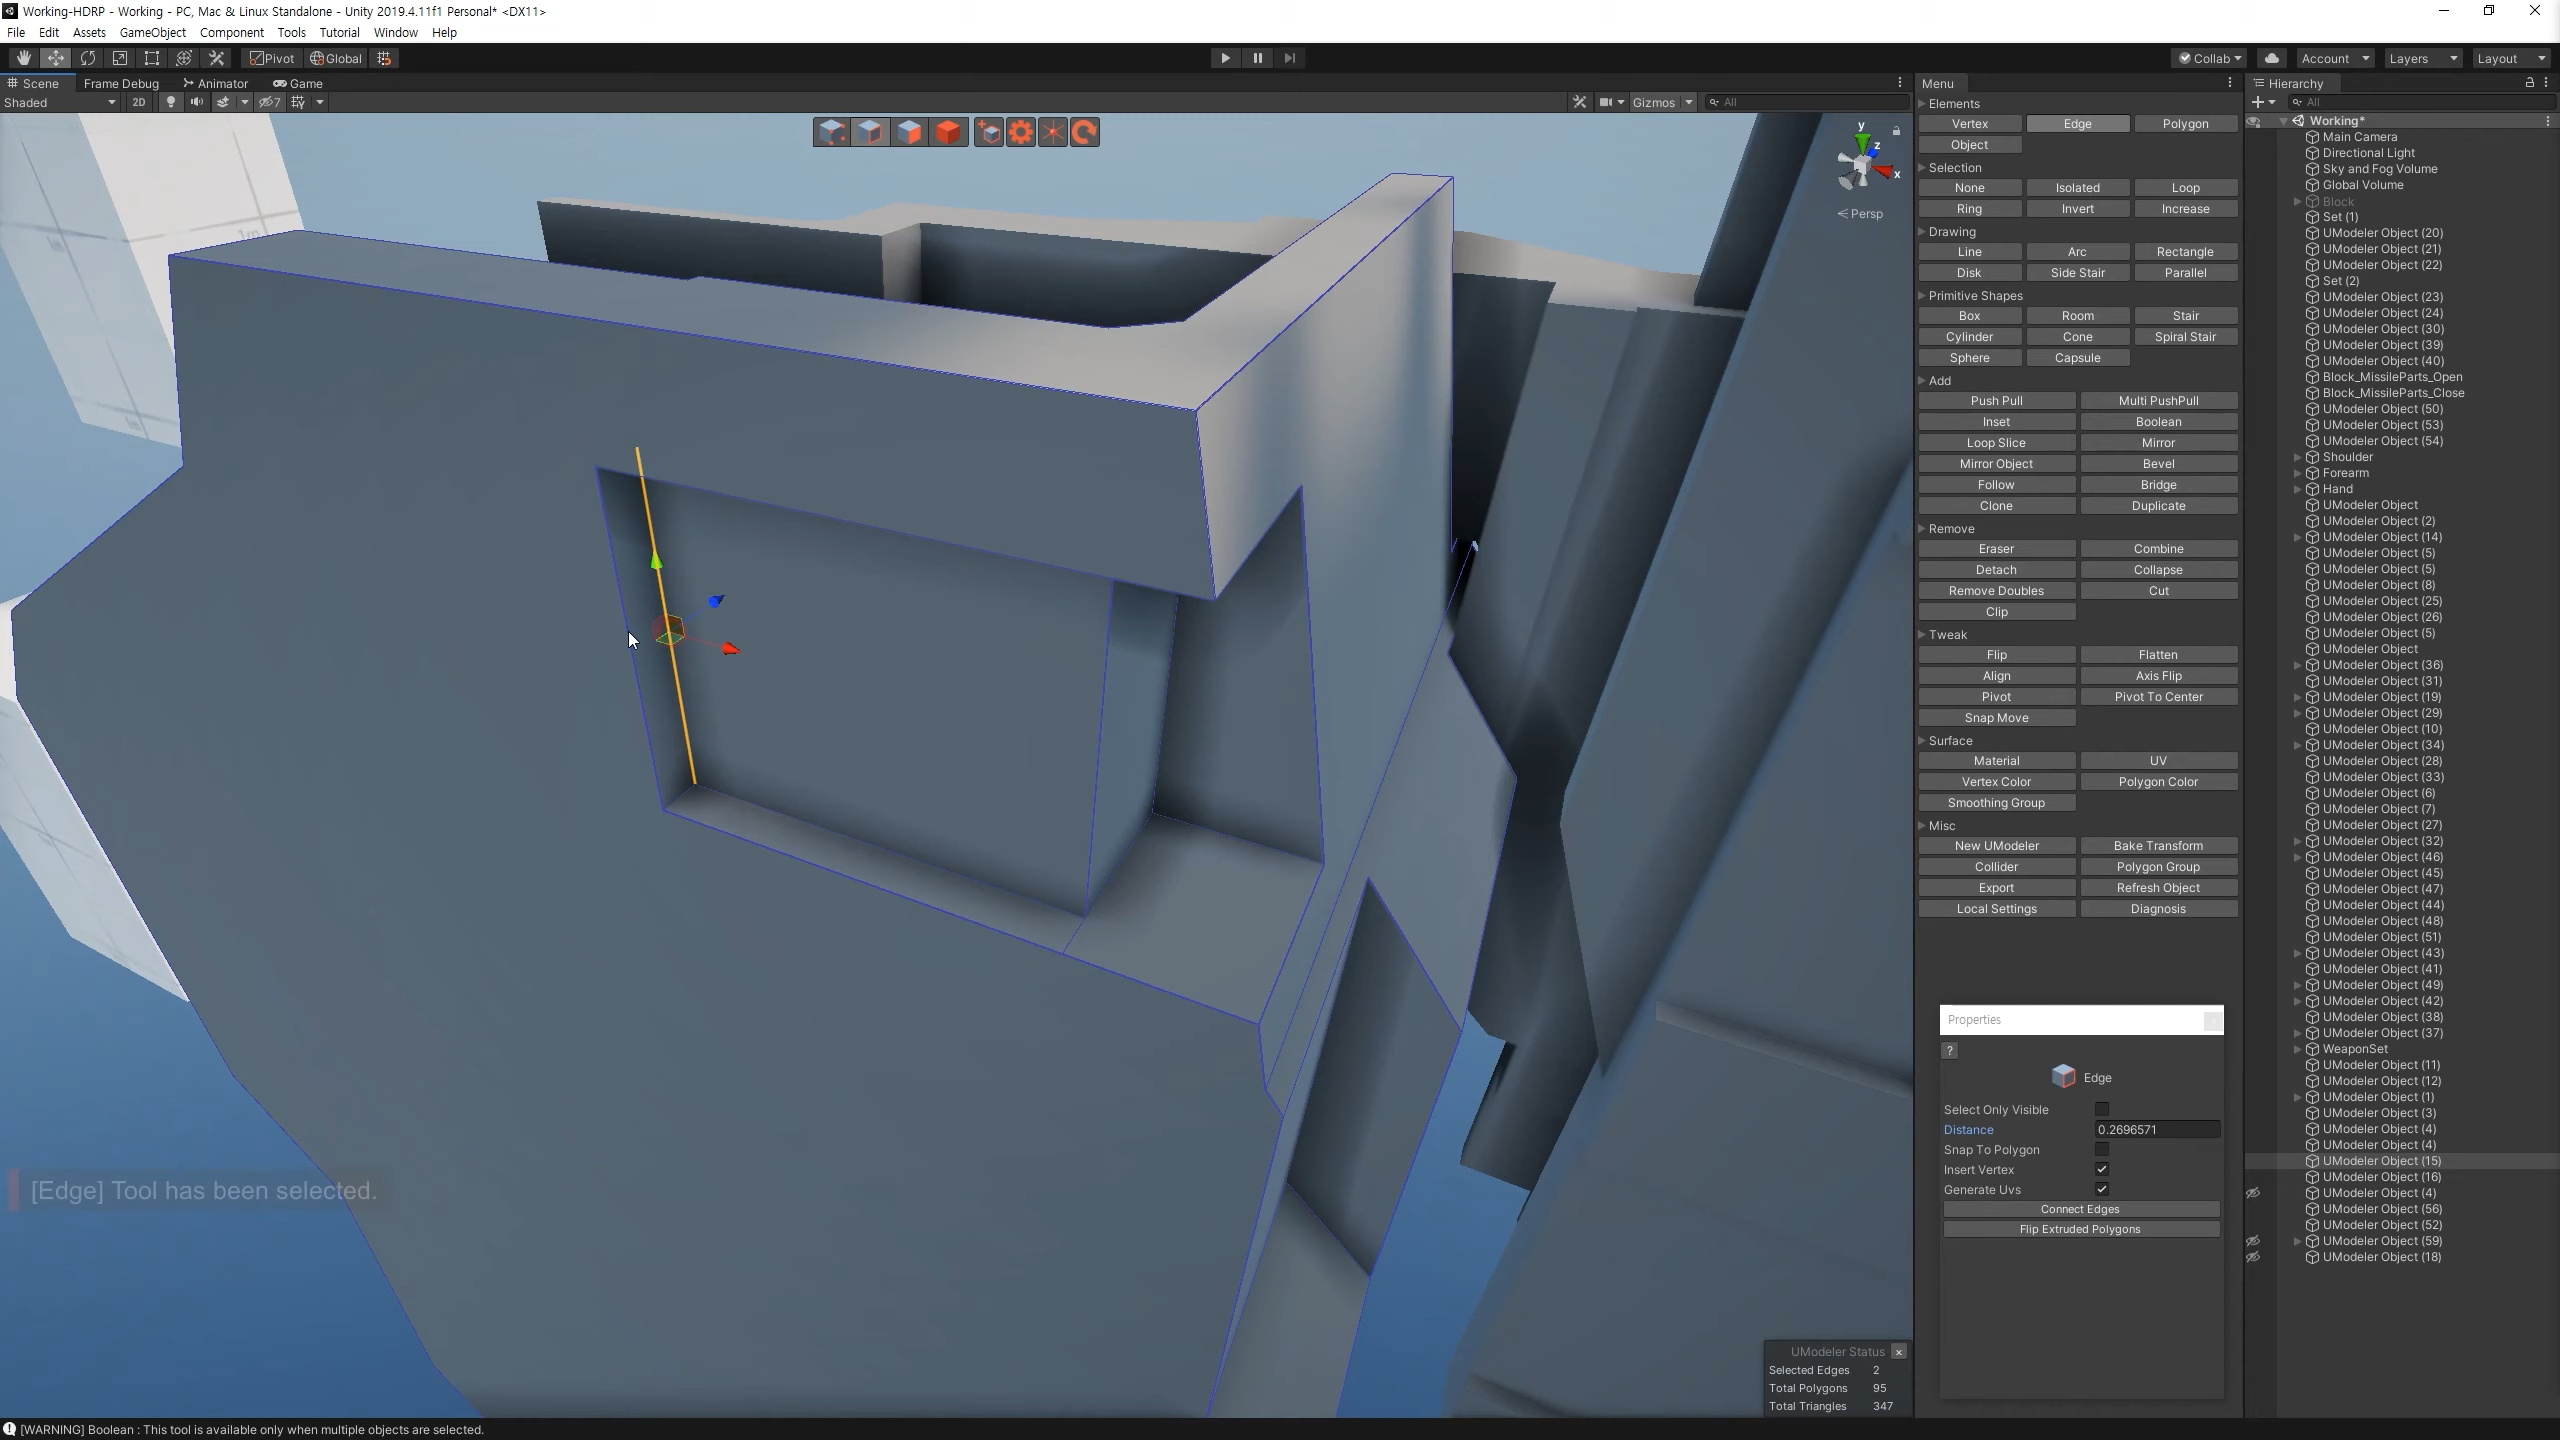 Working-HDRP - Working - PC, Mac & Linux Standalone - Unity 2019.4.11f1 Personal* <DX11>
File Edit Assets GameObject Component Tools Tutorial Window Help
Pivot Global Collab Account Layers Layout
Scene Frame Debug Animator Game
Shaded 2D 7 Gizmos All
y
z
x
Persp
1m
[Edge] Tool has been selected.
UModeler Status
Selected Edges 2
Total Polygons 95
Total Triangles 347
Menu
Elements
Vertex Edge Polygon
Object
Selection
None Isolated Loop
Ring Invert Increase
Drawing
Line Arc Rectangle
Disk Side Stair Parallel
Primitive Shapes
Box Room Stair
Cylinder Cone Spiral Stair
Sphere Capsule
Add
Push Pull Multi PushPull
Inset Boolean
Loop Slice Mirror
Mirror Object Bevel
Follow Bridge
Clone Duplicate
Remove
Eraser Combine
Detach Collapse
Remove Doubles Cut
Clip
Tweak
Flip Flatten
Align Axis Flip
Pivot Pivot To Center
Snap Move
Surface
Material UV
Vertex Color Polygon Color
Smoothing Group
Misc
New UModeler Bake Transform
Collider Polygon Group
Export Refresh Object
Local Settings Diagnosis
Properties
?
Edge
Select Only Visible
Distance 0.2696571
Snap To Polygon
Insert Vertex
Generate Uvs
Connect Edges
Flip Extruded Polygons
Hierarchy
All
Working*
Main Camera
Directional Light
Sky and Fog Volume
Global Volume
Block
Set (1)
UModeler Object (20)
UModeler Object (21)
UModeler Object (22)
Set (2)
UModeler Object (23)
UModeler Object (24)
UModeler Object (30)
UModeler Object (39)
UModeler Object (40)
Block_MissileParts_Open
Block_MissileParts_Close
UModeler Object (50)
UModeler Object (53)
UModeler Object (54)
Shoulder
Forearm
Hand
UModeler Object
UModeler Object (2)
UModeler Object (14)
UModeler Object (5)
UModeler Object (5)
UModeler Object (8)
UModeler Object (25)
UModeler Object (26)
UModeler Object (5)
UModeler Object
UModeler Object (36)
UModeler Object (31)
UModeler Object (19)
UModeler Object (29)
UModeler Object (10)
UModeler Object (34)
UModeler Object (28)
UModeler Object (33)
UModeler Object (6)
UModeler Object (7)
UModeler Object (27)
UModeler Object (32)
UModeler Object (46)
UModeler Object (45)
UModeler Object (47)
UModeler Object (44)
UModeler Object (48)
UModeler Object (51)
UModeler Object (43)
UModeler Object (41)
UModeler Object (49)
UModeler Object (42)
UModeler Object (38)
UModeler Object (37)
WeaponSet
UModeler Object (11)
UModeler Object (12)
UModeler Object (1)
UModeler Object (3)
UModeler Object (4)
UModeler Object (4)
UModeler Object (15)
UModeler Object (16)
UModeler Object (4)
UModeler Object (56)
UModeler Object (52)
UModeler Object (59)
UModeler Object (18)
[WARNING] Boolean : This tool is available only when multiple objects are selected.